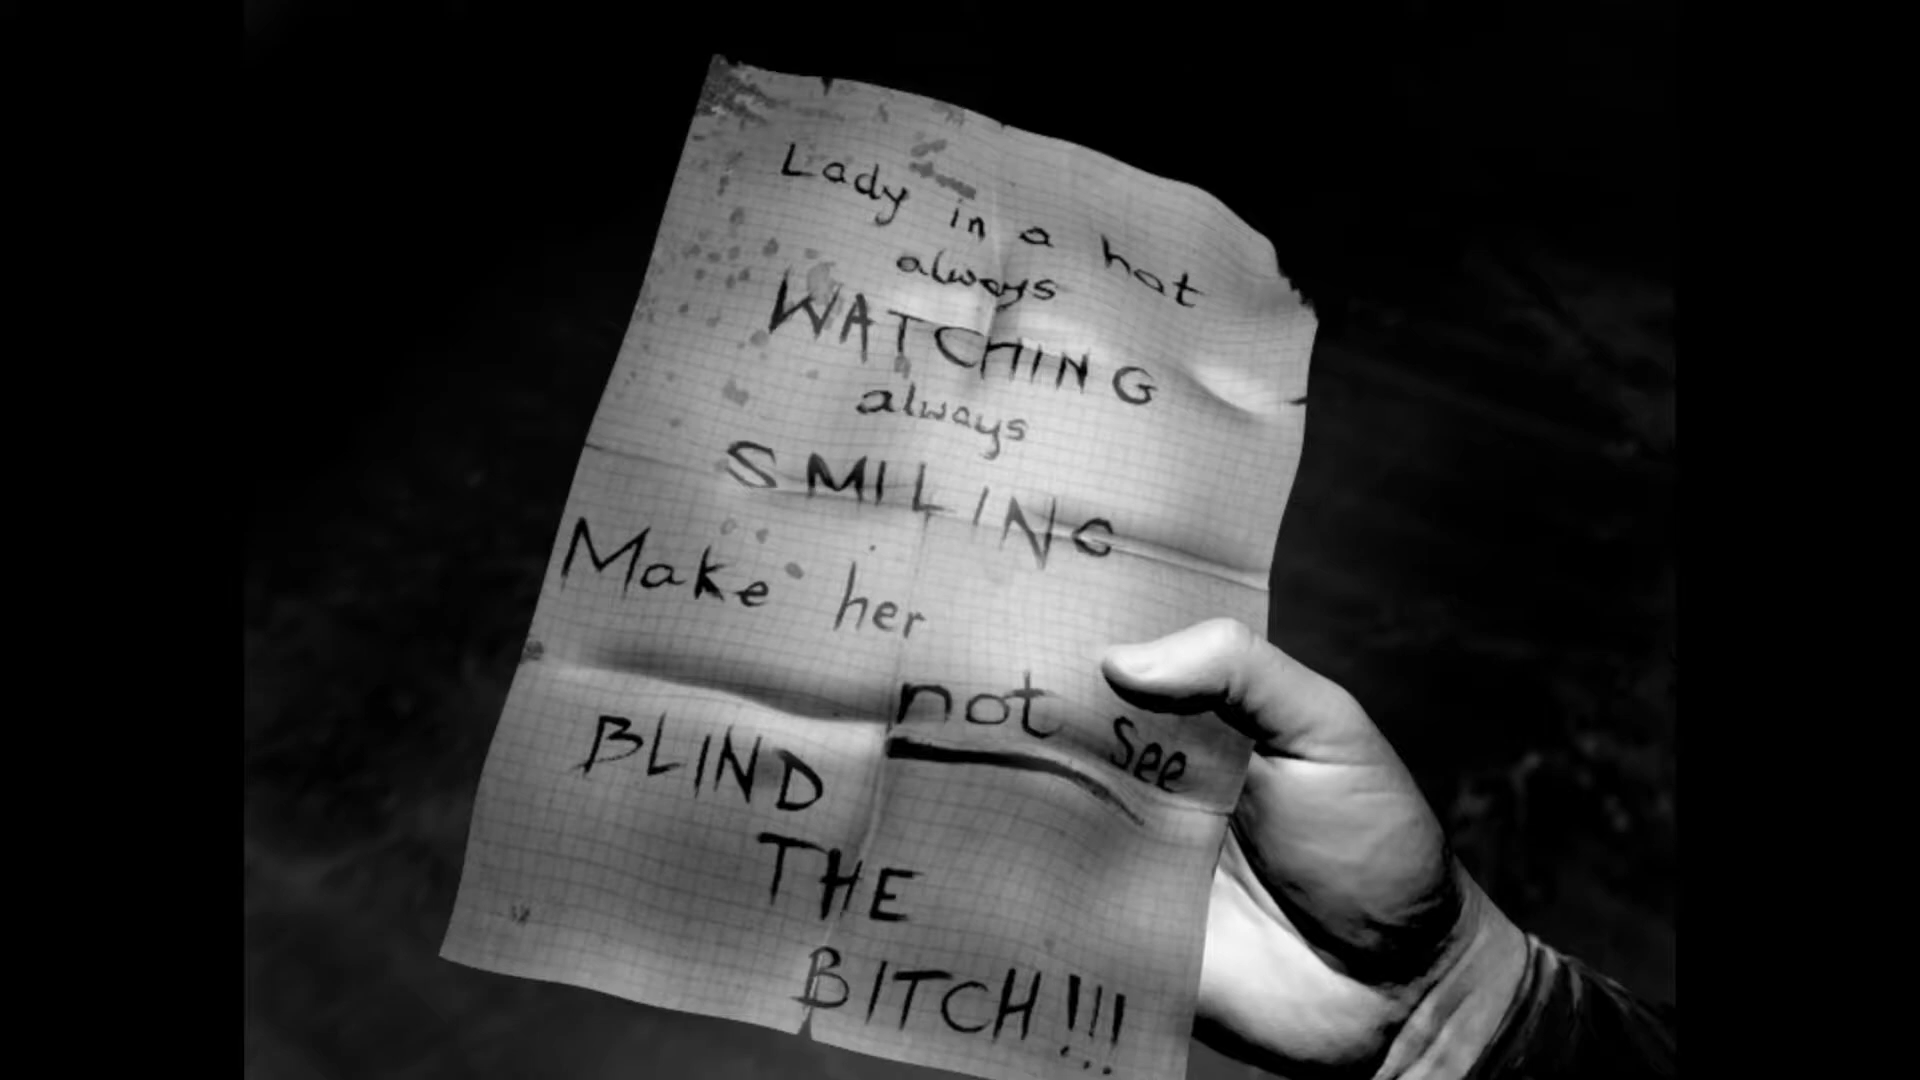 Lady in a hat
always
WATCHING
always
SMILING
Make her
not see
BLIND
THE
BITCH!!!